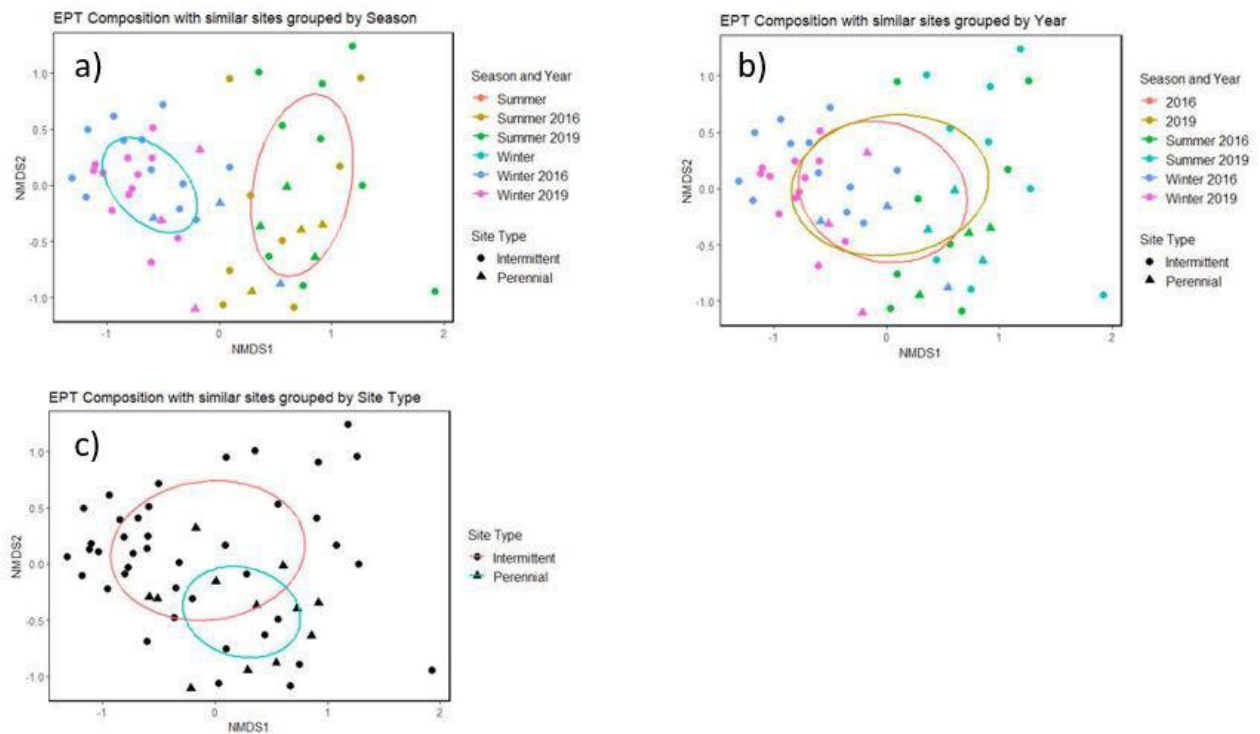 EPT Composition with similar sites grouped by Season
a)
1.0
0.5
0.0
-0.5
-1.0
NMDS2
-1 0 1 2
NMDS1
Season and Year
Summer
Summer 2016
Summer 2019
Winter
Winter 2016
Winter 2019
Site Type
Intermittent
Perennial
EPT Composition with similar sites grouped by Year
b)
1.0
0.5
0.0
-0.5
-1.0
NMDS2
-1 0 1 2
NMDS1
Season and Year
2016
2019
Summer 2016
Summer 2019
Winter 2016
Winter 2019
Site Type
Intermittent
Perennial
EPT Composition with similar sites grouped by Site Type
c)
1.0
0.5
0.0
-0.5
-1.0
NMDS2
-1 0 1 2
NMDS1
Site Type
Intermittent
Perennial